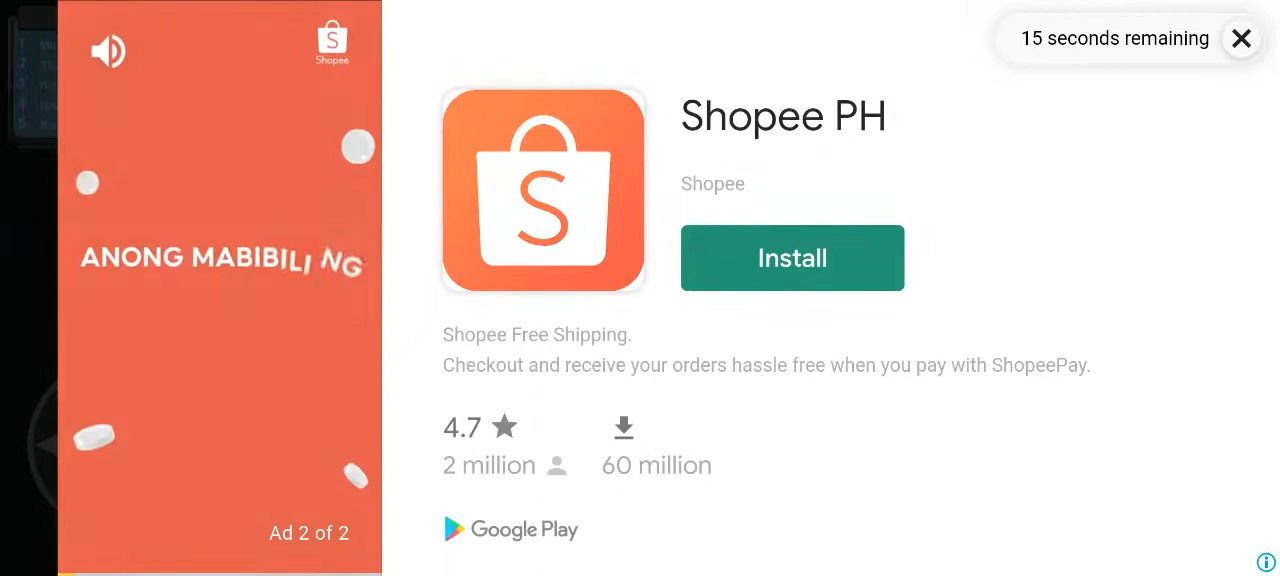 Shopee
ANONG MABIBILI NG
Ad 2 of 2
15 seconds remaining
Shopee PH
Shopee
Install
Shopee Free Shipping.
Checkout and receive your orders hassle free when you pay with ShopeePay.
4.7
2 million
60 million
Google Play